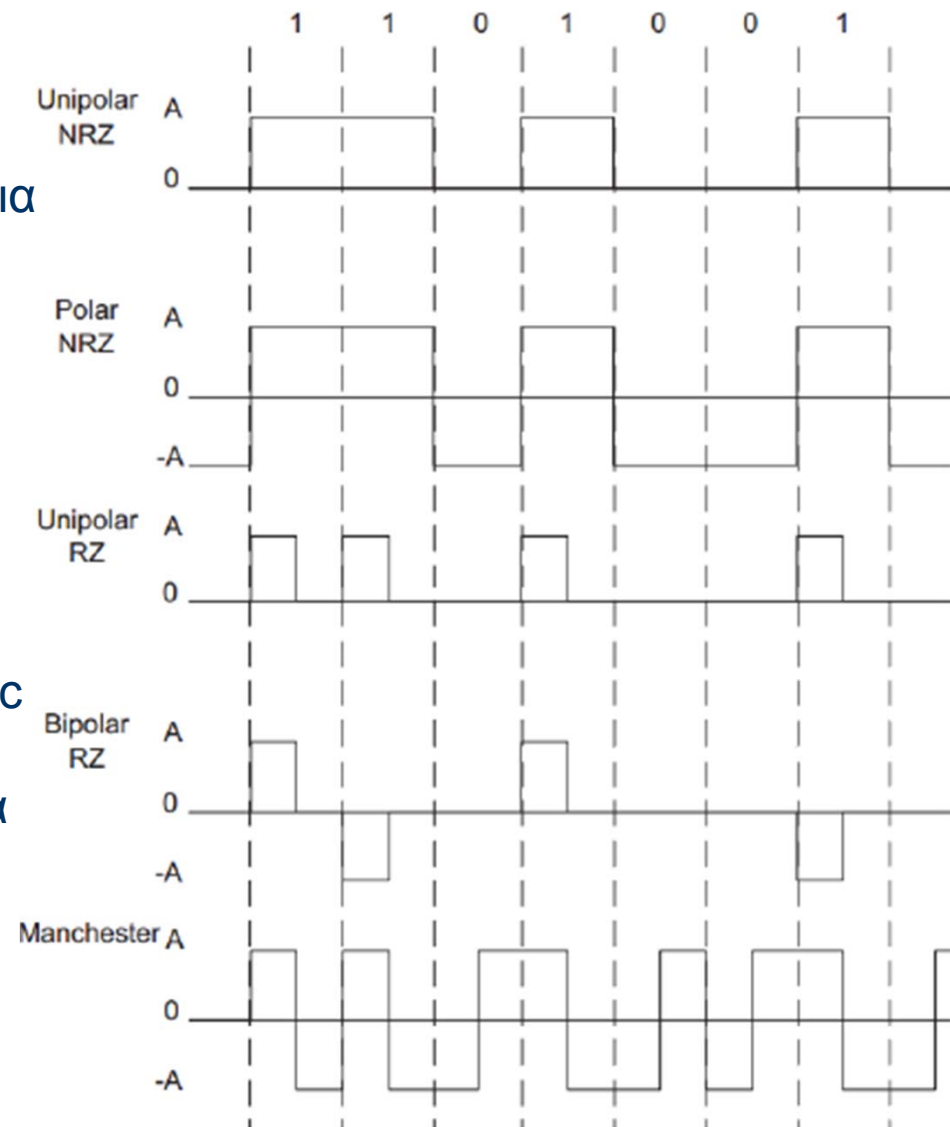 1 1 0 1 0 0 1
Unipolar
NRZ
A
0
ια
Polar
NRZ
A
0
-A
Unipolar
RZ
A
0
ς
Bipolar
RZ
A
0
α
-A
Manchester
A
0
-A